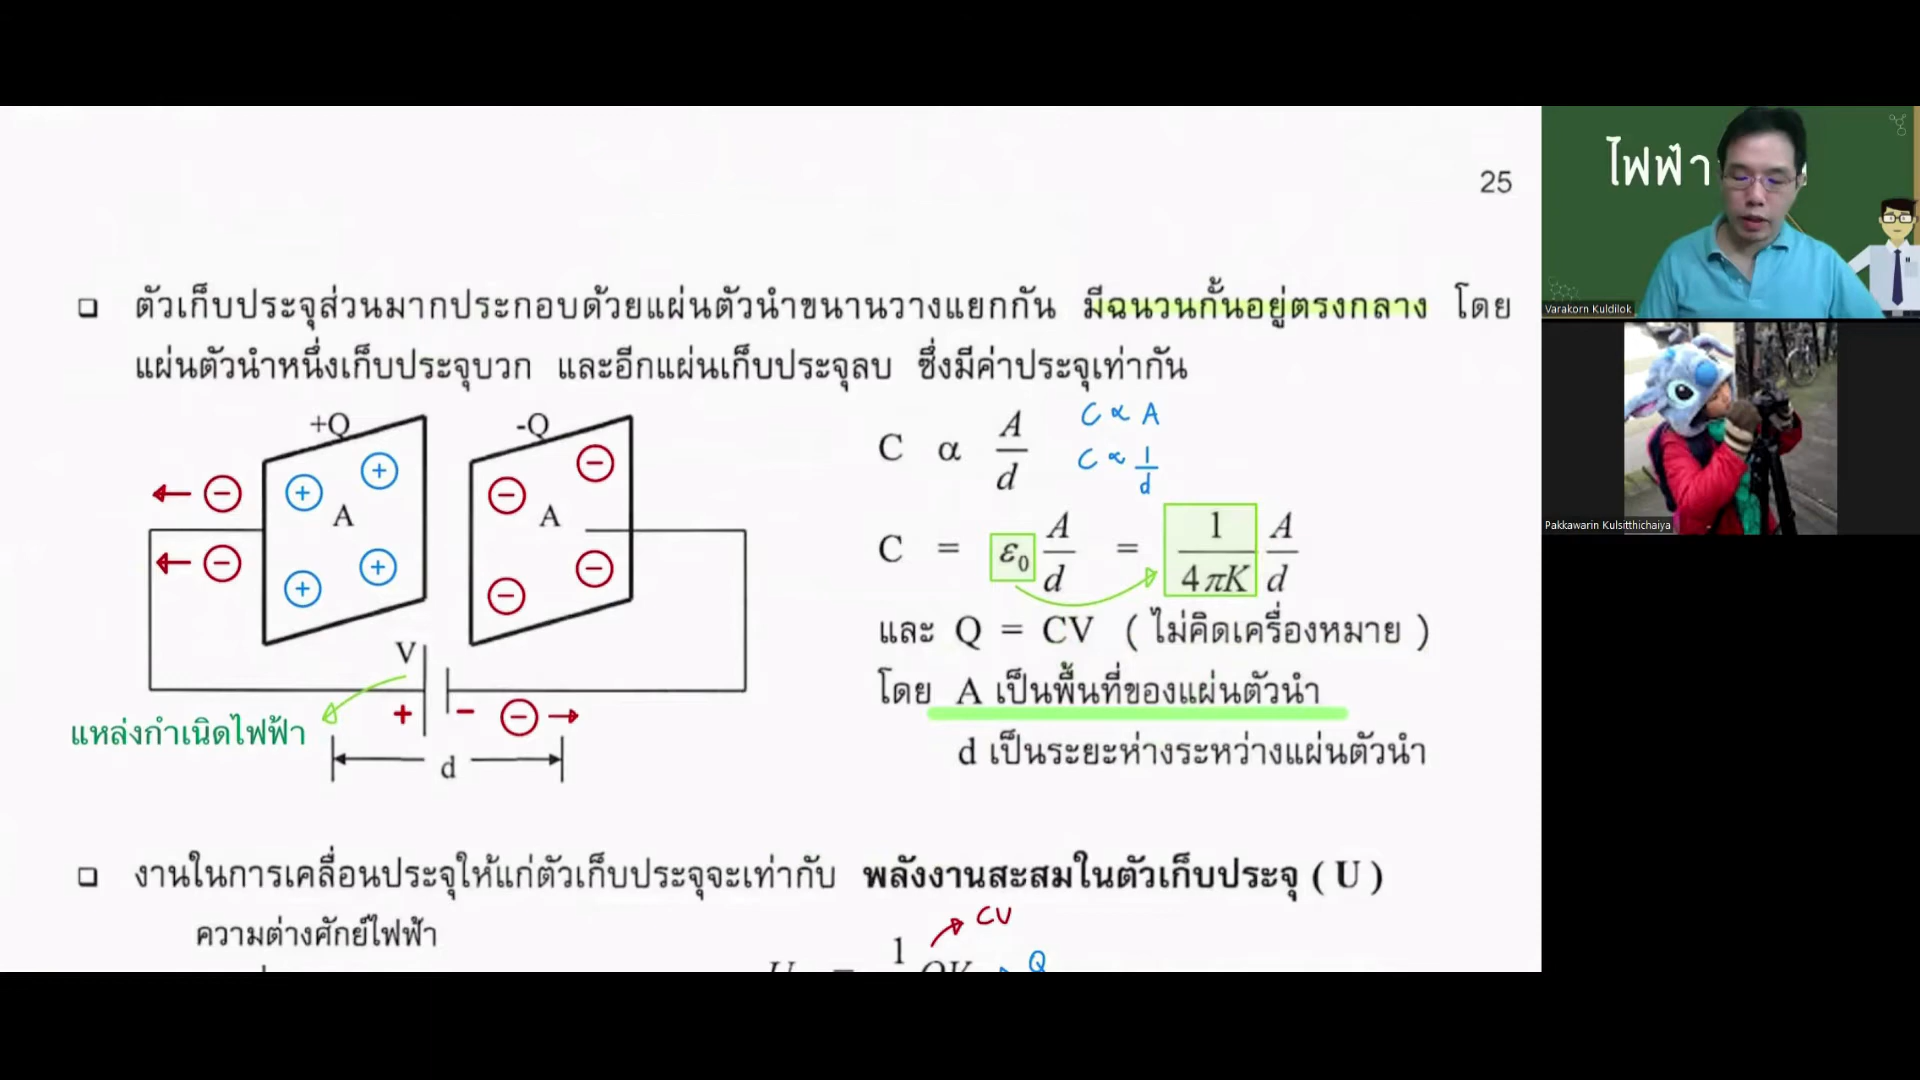 25
❑ ตัวเก็บประจุส่วนมากประกอบด้วยแผ่นตัวนำขนานวางแยกกัน มีฉนวนกั้นอยู่ตรงกลาง โดย
แผ่นตัวนำหนึ่งเก็บประจุบวก และอีกแผ่นเก็บประจุลบ ซึ่งมีค่าประจุเท่ากัน
+Q -Q
A A
V
+ -
แหล่งกำเนิดไฟฟ้า
d
C α A/d
C ∝ A
C ∝ 1/d
C = ε₀ A/d = 1/4πK A/d
และ Q = CV ( ไม่คิดเครื่องหมาย )
โดย A เป็นพื้นที่ของแผ่นตัวนำ
d เป็นระยะห่างระหว่างแผ่นตัวนำ
❑ งานในการเคลื่อนประจุให้แก่ตัวเก็บประจุจะเท่ากับ พลังงานสะสมในตัวเก็บประจุ ( U )
ความต่างศักย์ไฟฟ้า
CV
1
Q
ไฟฟ้า
Varakorn Kuldilok
Pakkawarin Kulsitthichaiya